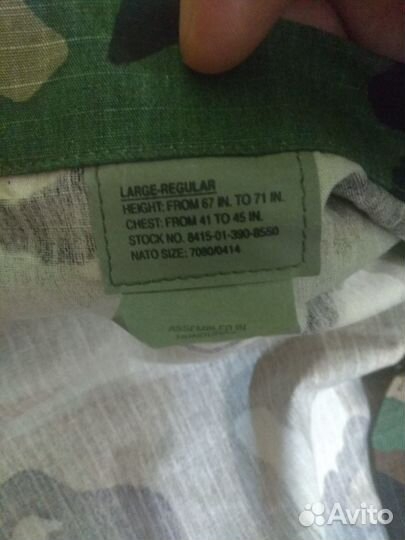 LARGE-REGULAR
HEIGHT: FROM 67 IN. TO 71 IN.
CHEST: FROM 41 TO 45 IN.
STOCK NO. 8415-01-390-8550
NATO SIZE: 7080/0414
ASSEMBLED IN
Avito